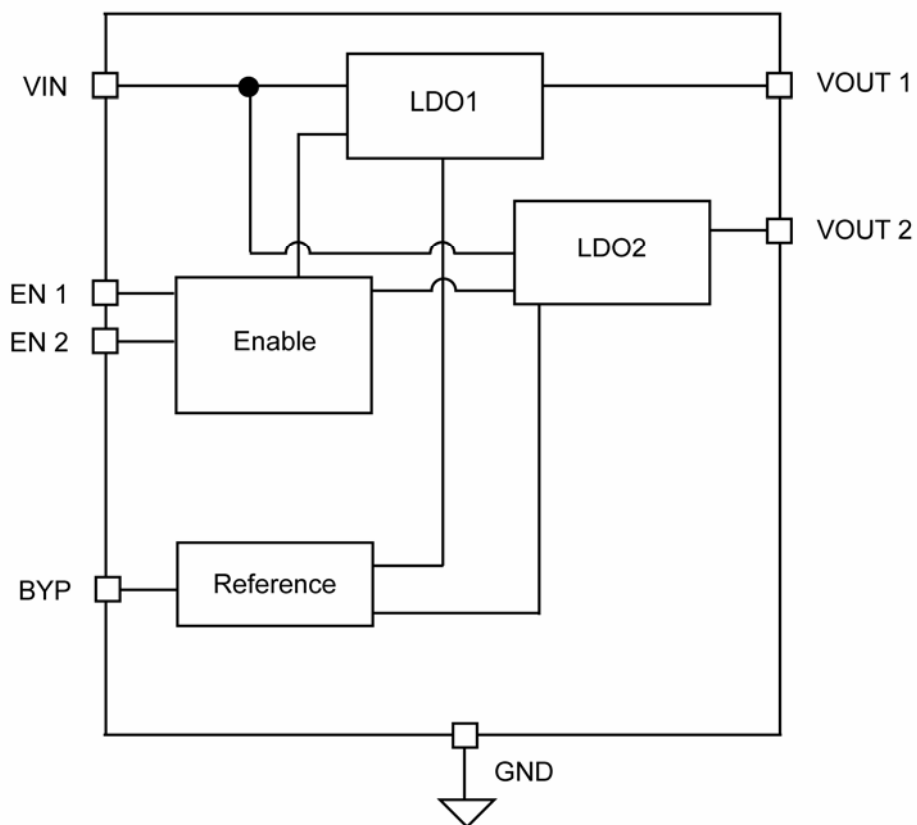 VIN
LDO1
VOUT 1
LDO2
VOUT 2
EN 1
EN 2
Enable
BYP
Reference
GND